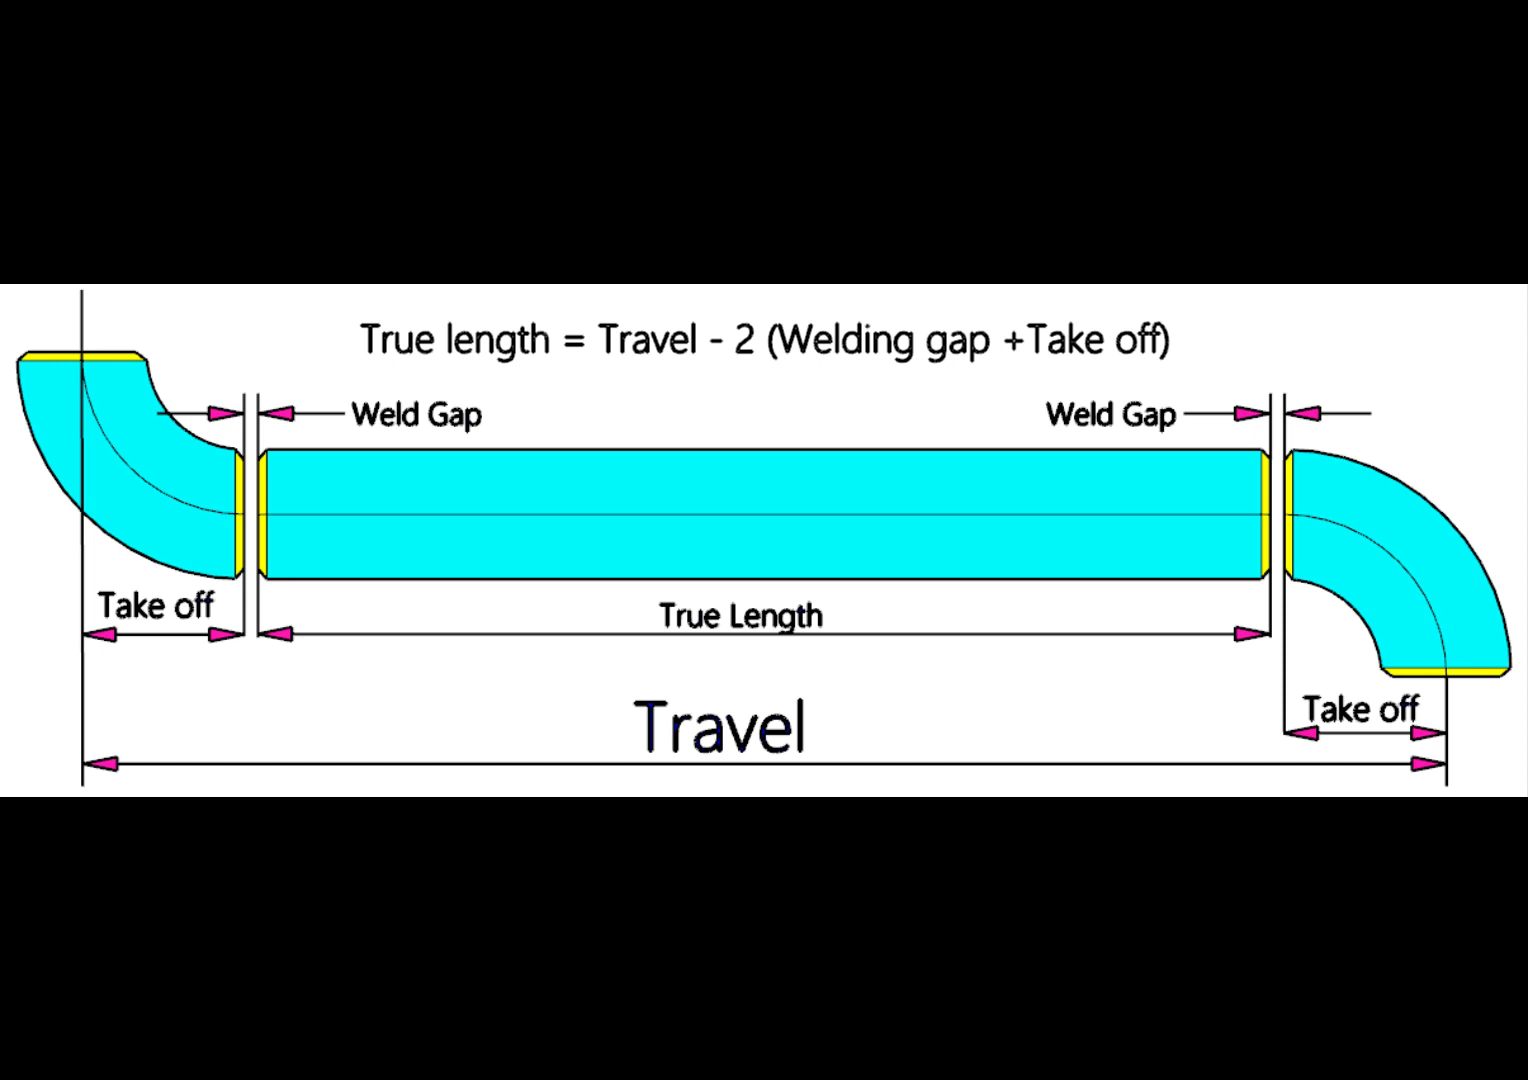 True length = Travel - 2 (Welding gap +Take off)
Weld Gap
Weld Gap
Take off
True Length
Take off
Travel